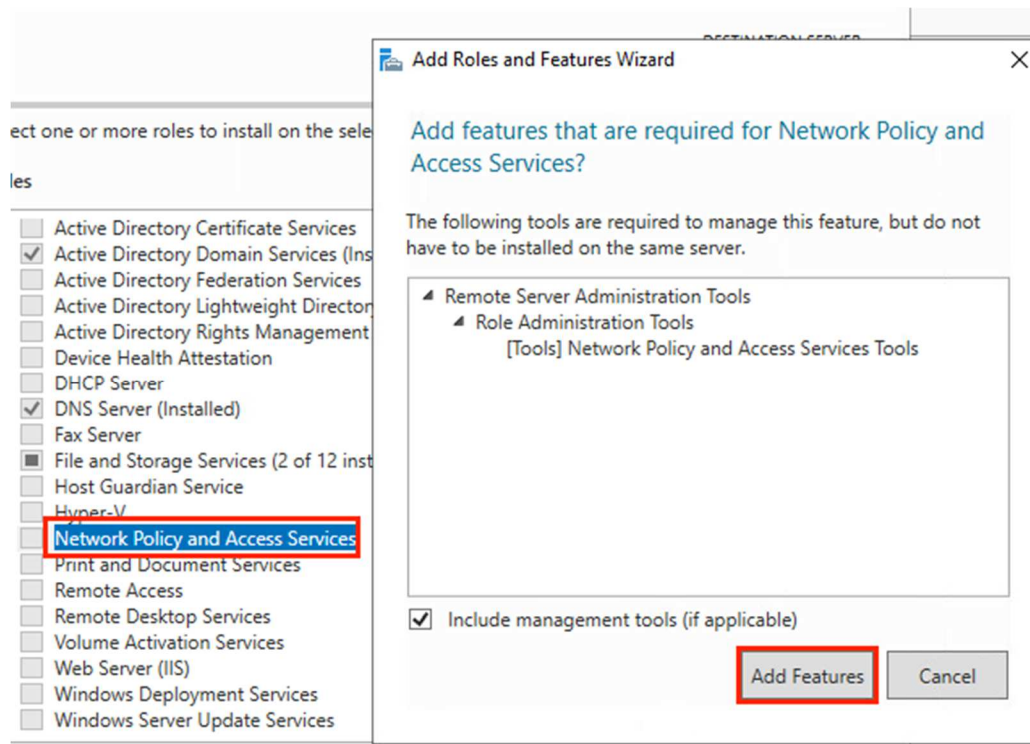 Add Roles and Features Wizard
ect one or more roles to install on the sele
les
Active Directory Certificate Services
Active Directory Domain Services (Ins
Active Directory Federation Services
Active Directory Lightweight Director
Active Directory Rights Management
Device Health Attestation
DHCP Server
DNS Server (Installed)
Fax Server
File and Storage Services (2 of 12 inst
Host Guardian Service
Hyper-V
Network Policy and Access Services
Print and Document Services
Remote Access
Remote Desktop Services
Volume Activation Services
Web Server (IIS)
Windows Deployment Services
Windows Server Update Services
Add features that are required for Network Policy and
Access Services?
The following tools are required to manage this feature, but do not
have to be installed on the same server.
Remote Server Administration Tools
Role Administration Tools
[Tools] Network Policy and Access Services Tools
Include management tools (if applicable)
Add Features
Cancel